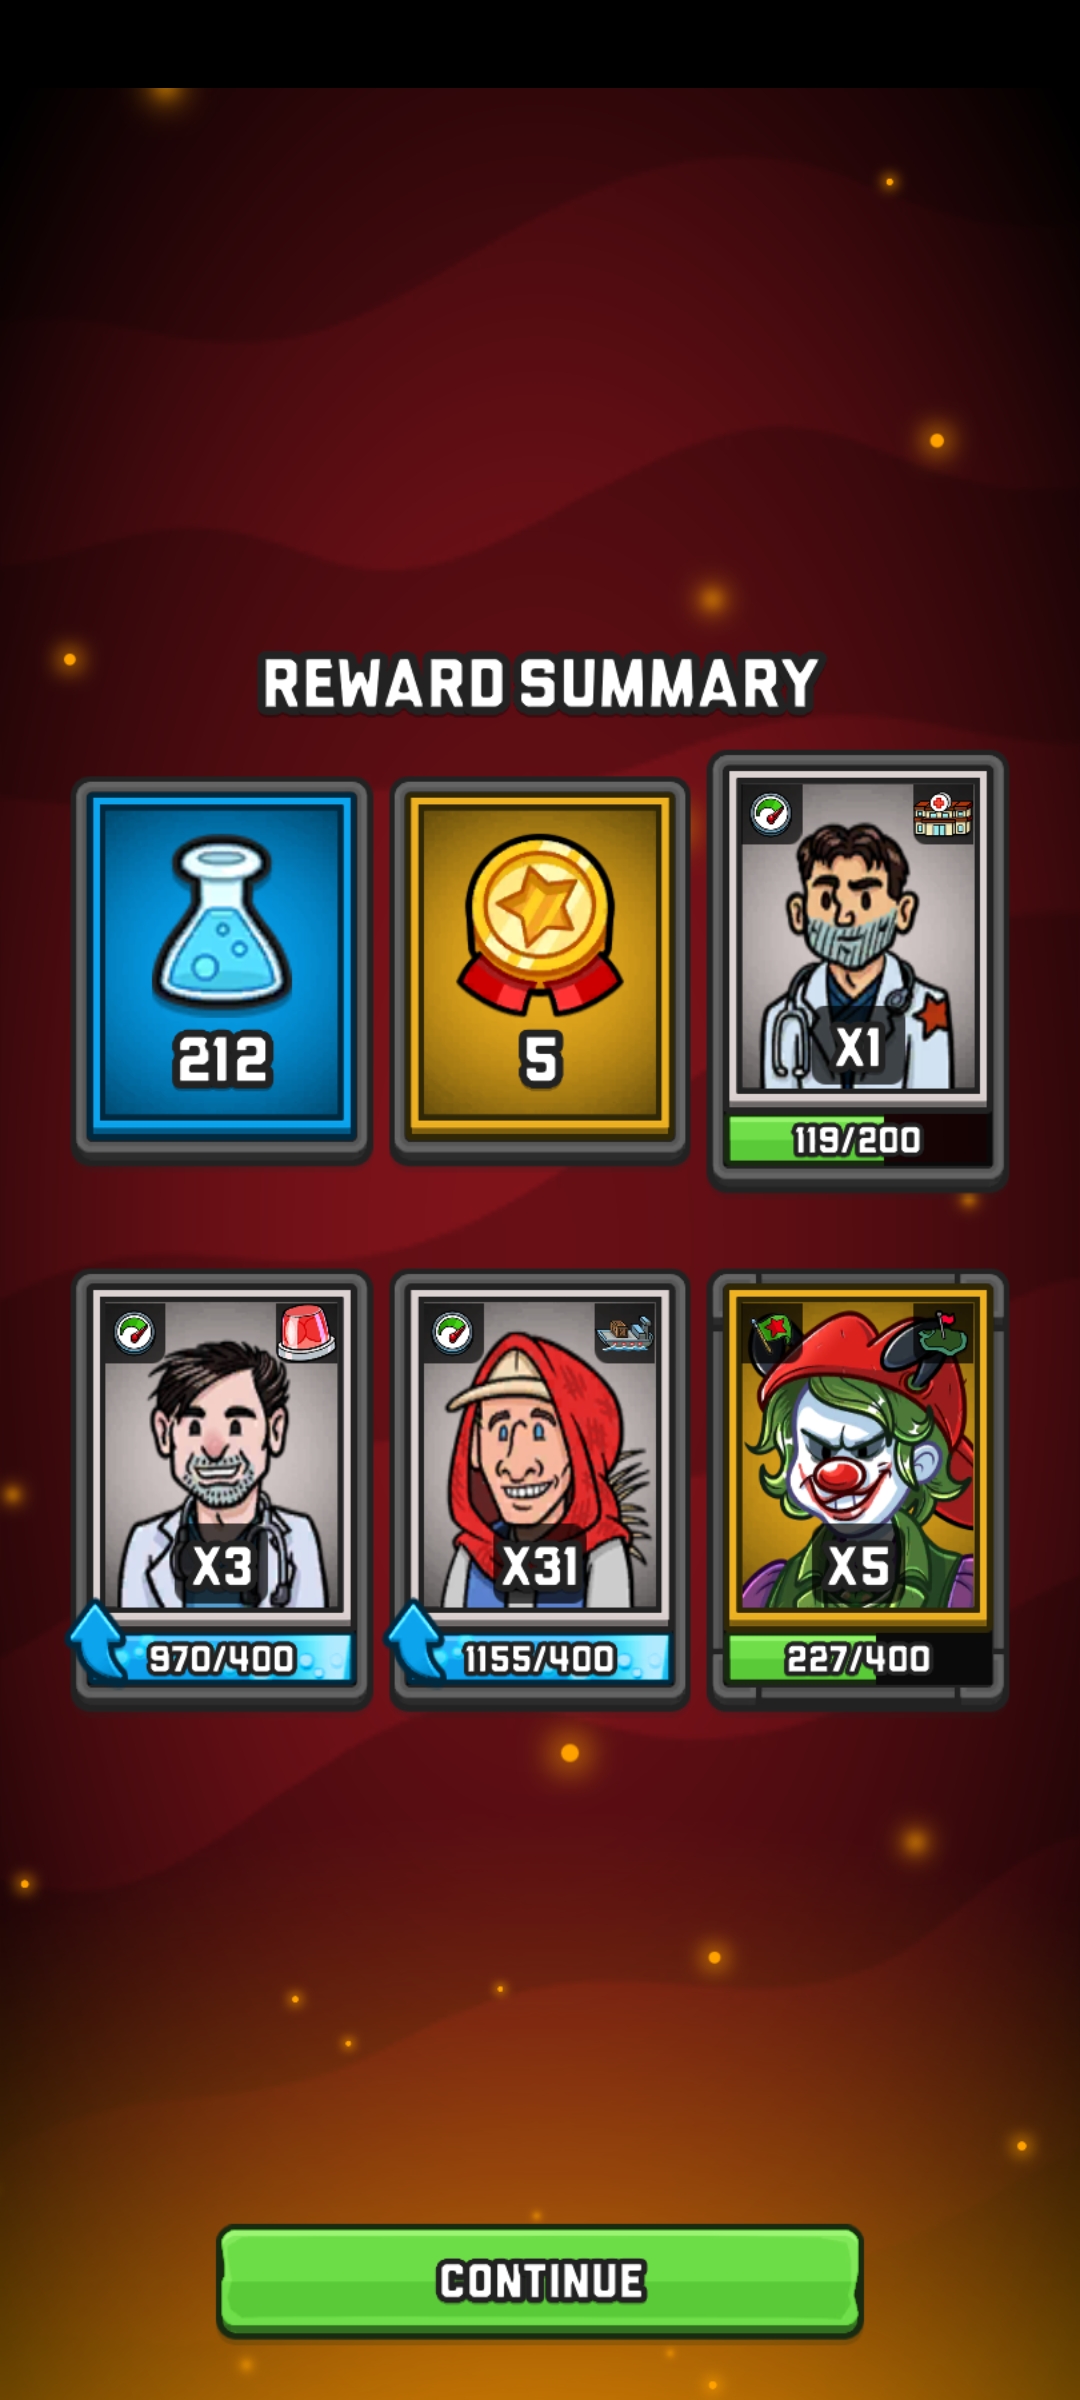 REWARD SUMMARY
212
5
X1
119/200
X3
970/400
X31
1155/400
X5
227/400
CONTINUE